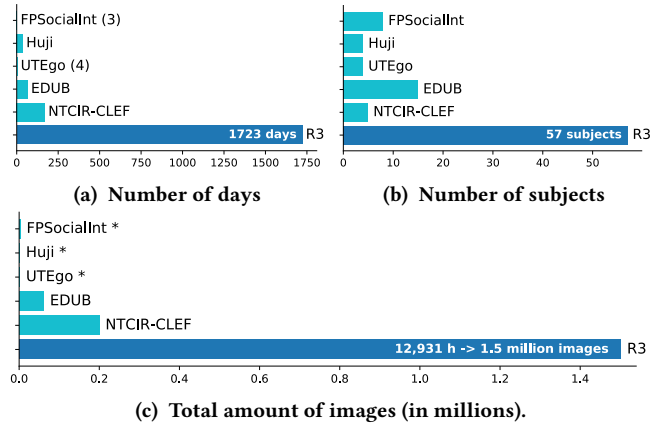 FPSocialInt (3)
Huji
UTEgo (4)
EDUB
NTCIR-CLEF
1723 days R3
0 250 500 750 1000 1250 1500 1750
(a) Number of days
FPSocialInt
Huji
UTEgo
EDUB
NTCIR-CLEF
57 subjects R3
0 10 20 30 40 50
(b) Number of subjects
FPSocialInt *
Huji *
UTEgo *
EDUB
NTCIR-CLEF
12,931 h -> 1.5 million images R3
0.0 0.2 0.4 0.6 0.8 1.0 1.2 1.4
(c) Total amount of images (in millions).